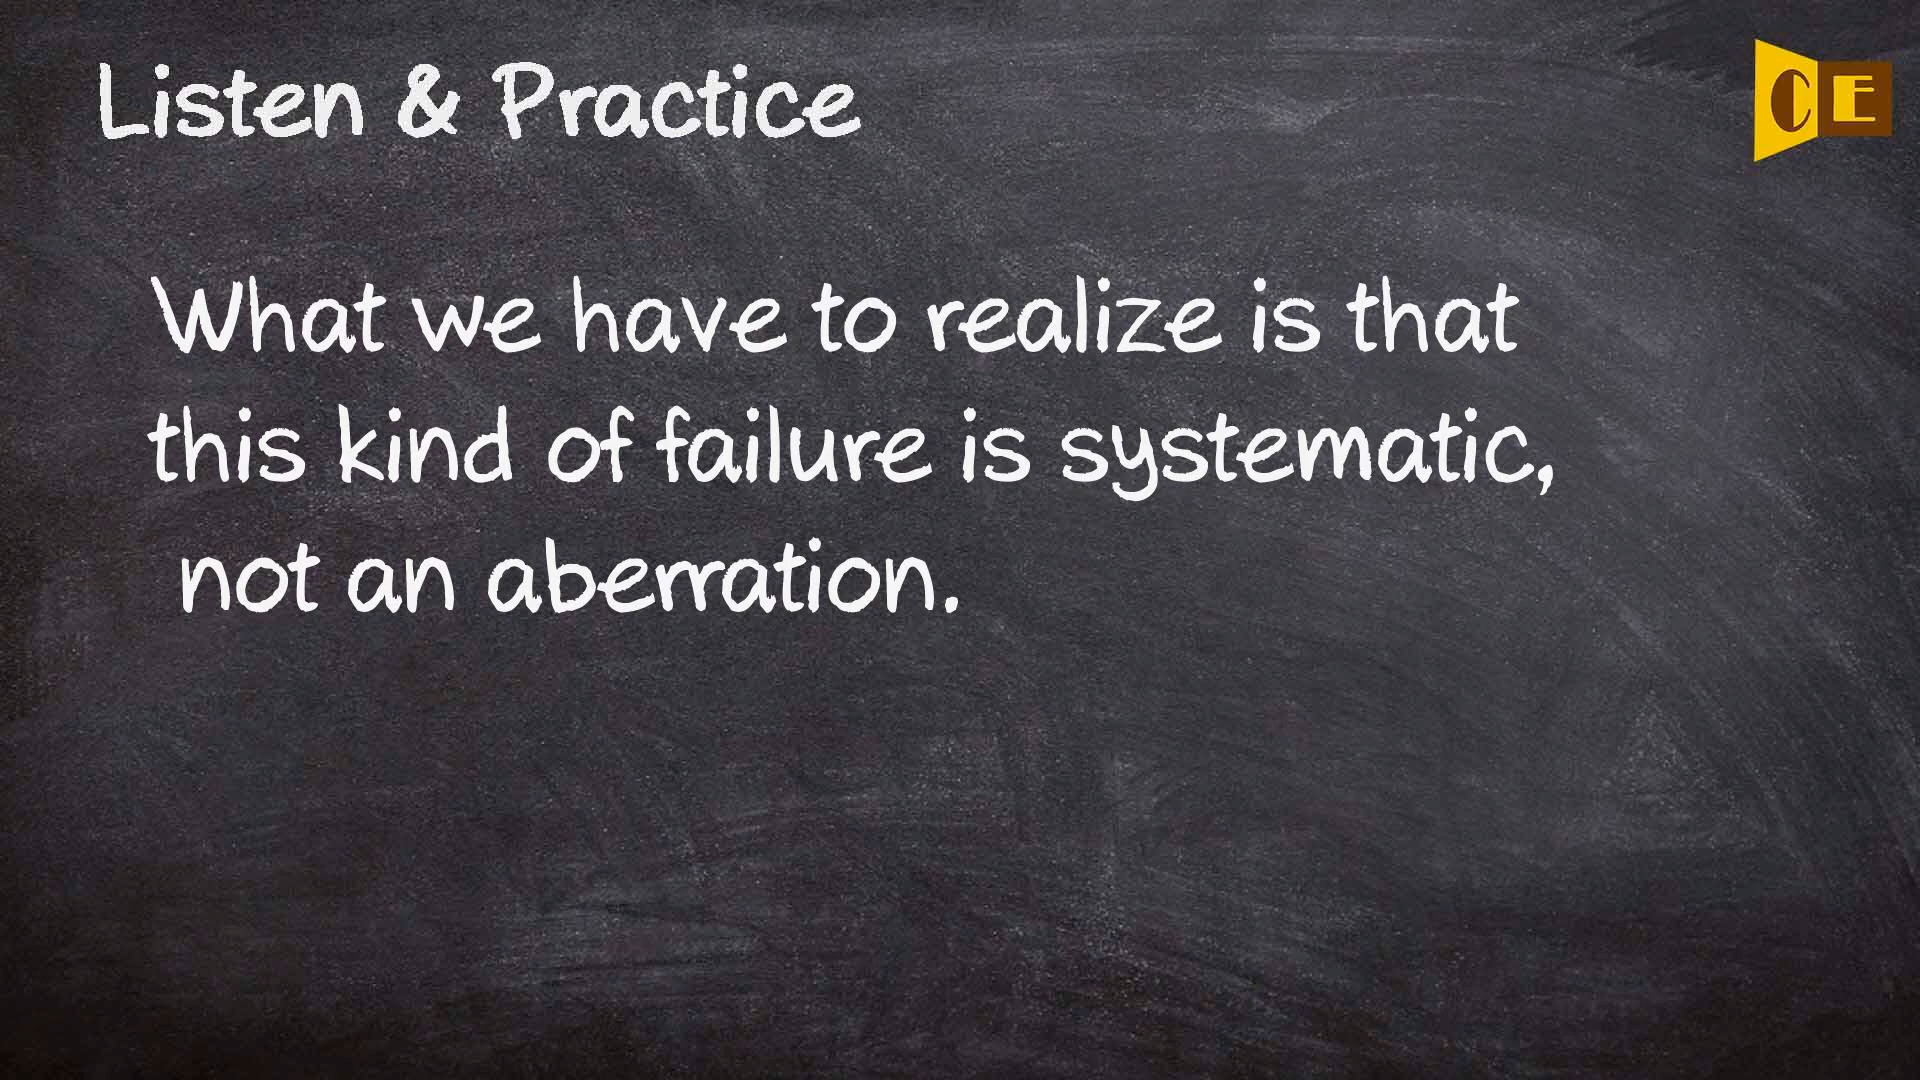 Listen & Practice
CE
What we have to realize is that
this kind of failure is systematic,
not an aberration.